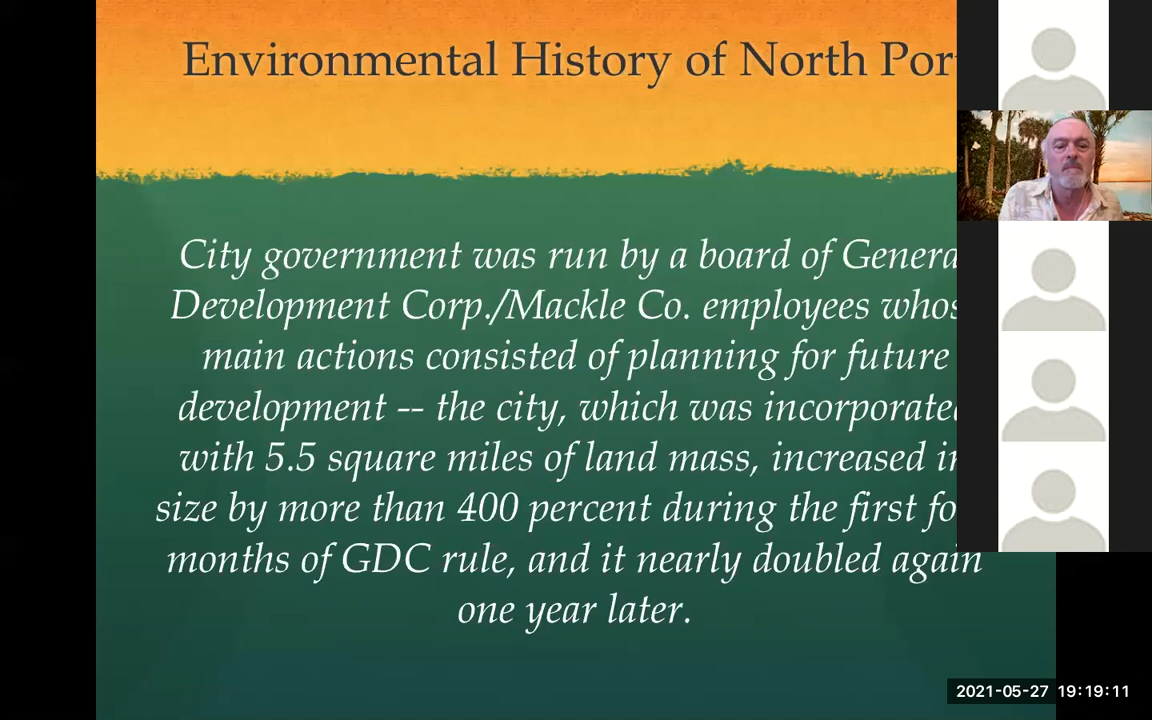 Environmental History of North Por
City government was run by a board of Genera
Development Corp./Mackle Co. employees whos
main actions consisted of planning for future
development -- the city, which was incorporated
with 5.5 square miles of land mass, increased in
size by more than 400 percent during the first fo
months of GDC rule, and it nearly doubled again
one year later.
2021-05-27 19:19:11